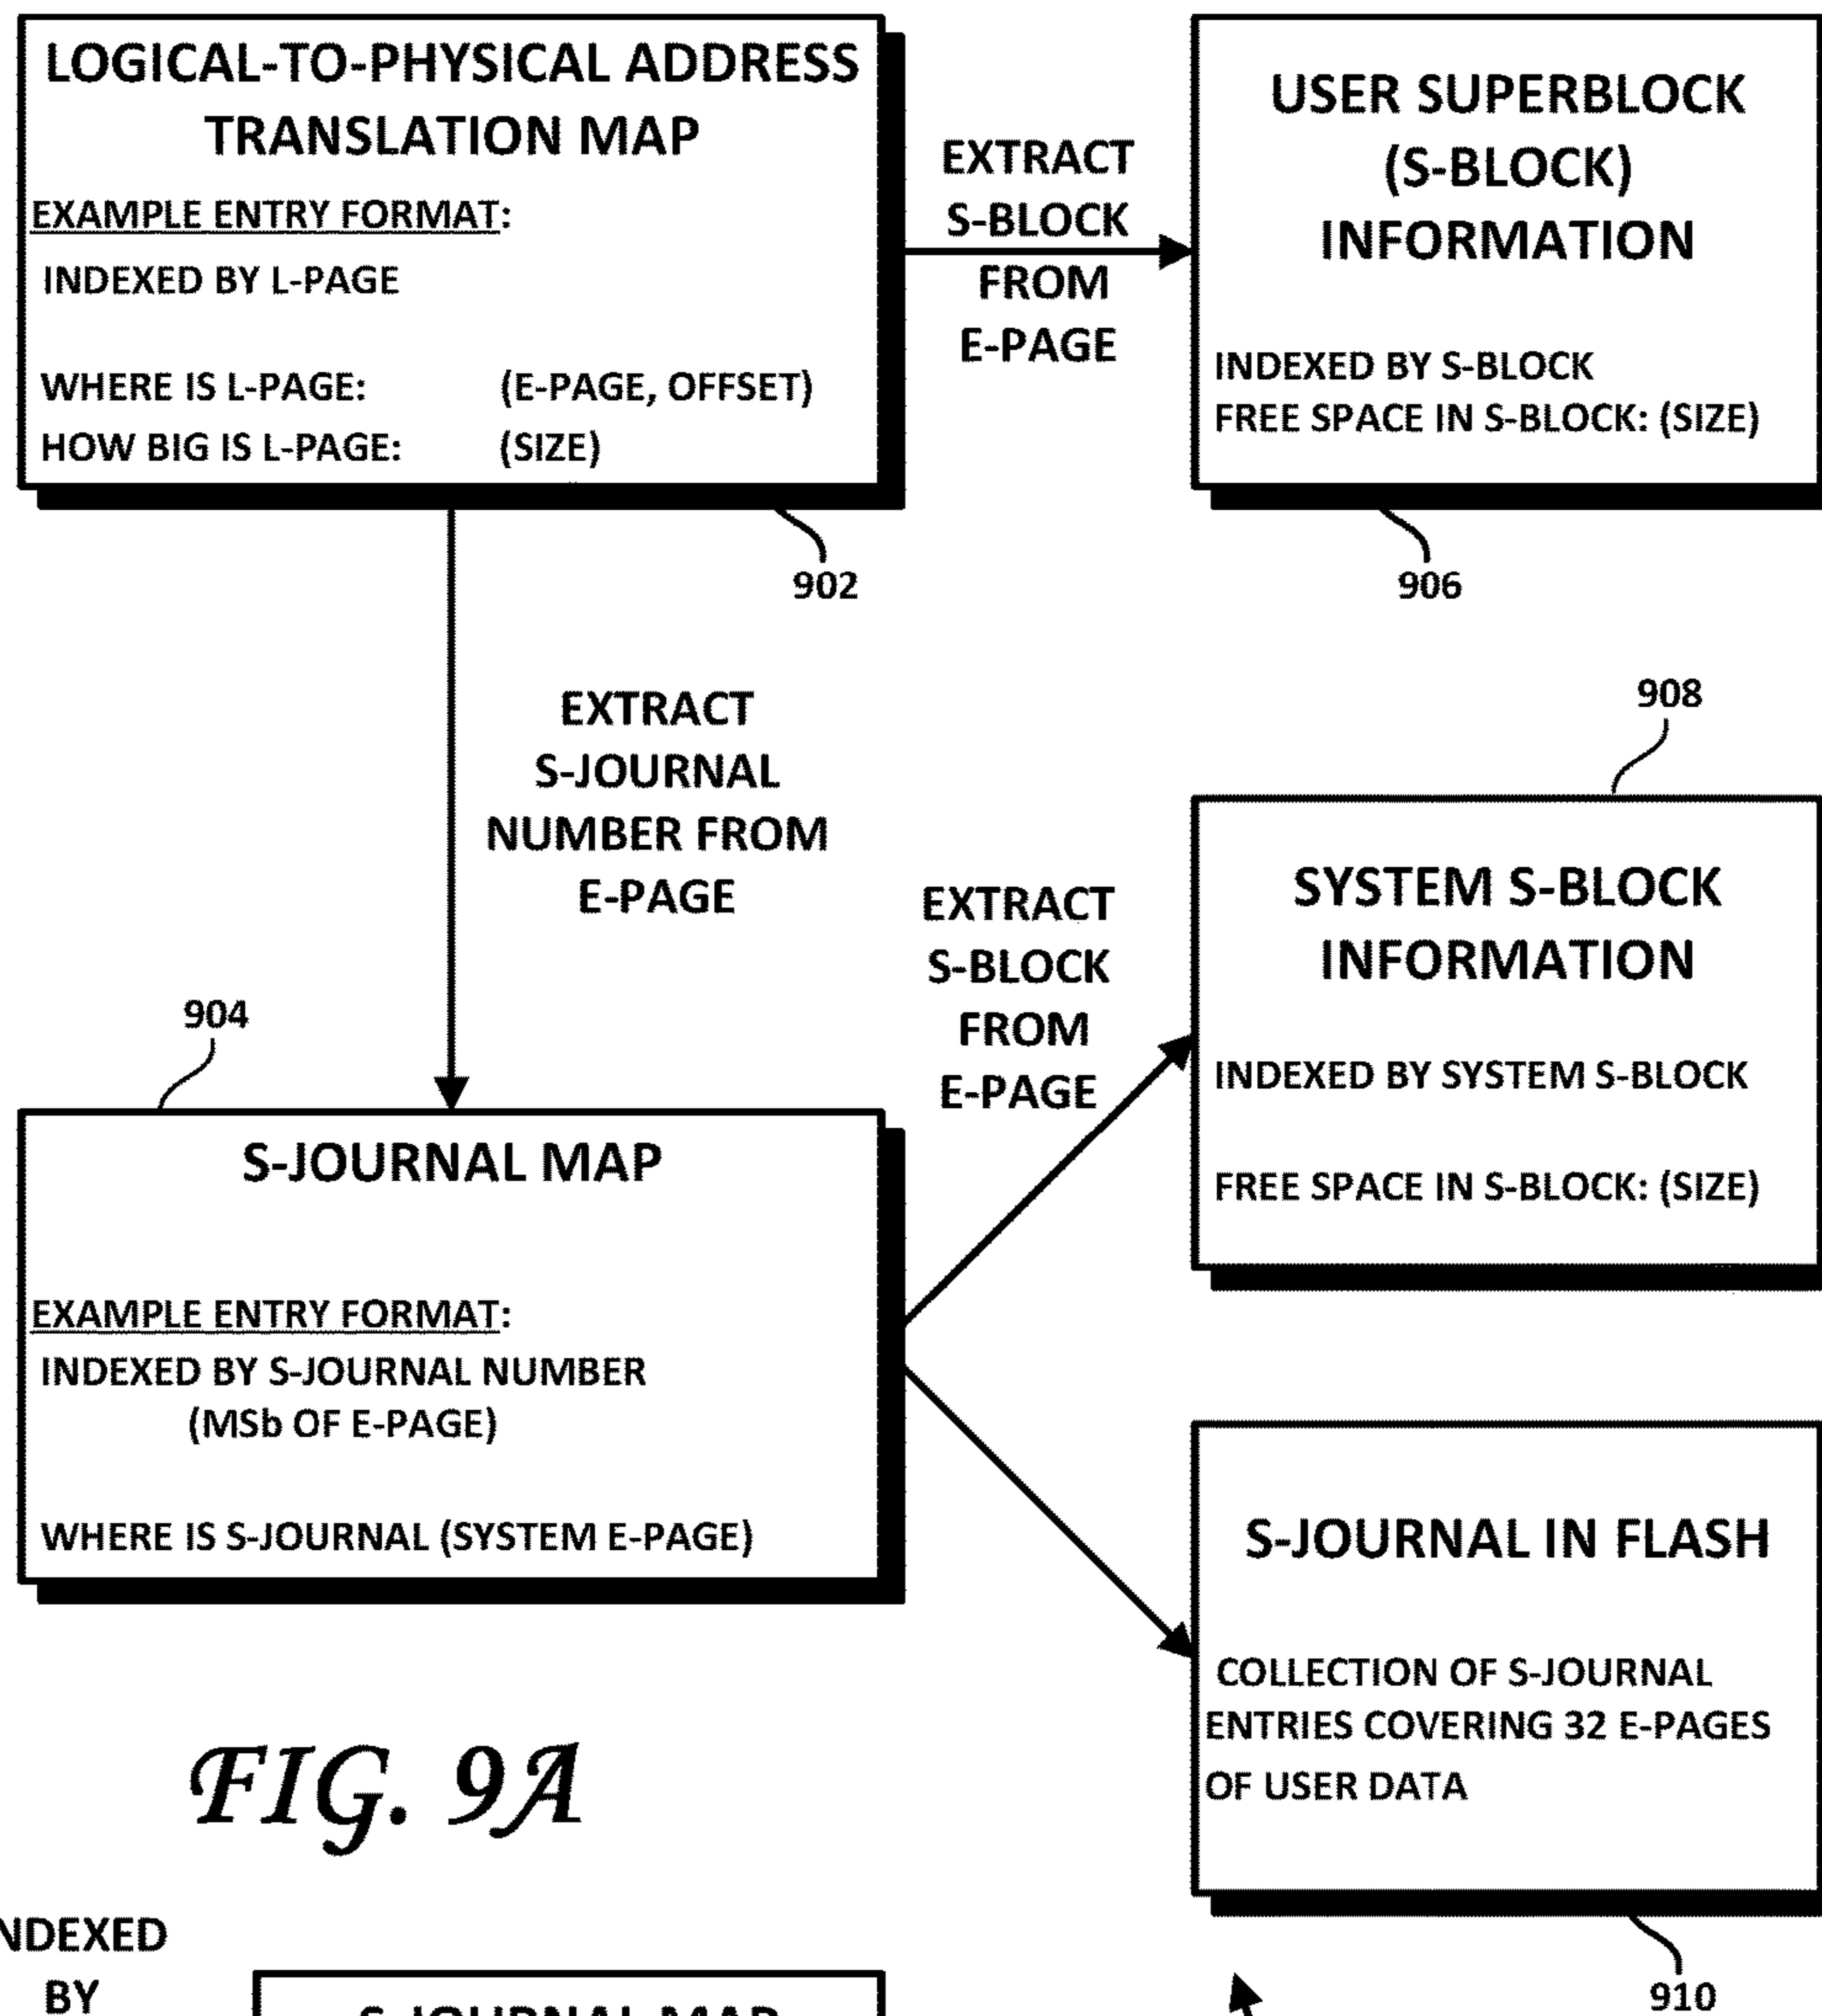 LOGICAL-TO-PHYSICAL ADDRESS
TRANSLATION MAP
EXAMPLE ENTRY FORMAT:
INDEXED BY L-PAGE
WHERE IS L-PAGE: (E-PAGE, OFFSET)
HOW BIG IS L-PAGE: (SIZE)
902
EXTRACT
S-BLOCK
FROM
E-PAGE
USER SUPERBLOCK
(S-BLOCK)
INFORMATION
INDEXED BY S-BLOCK
FREE SPACE IN S-BLOCK: (SIZE)
906
EXTRACT
S-JOURNAL
NUMBER FROM
E-PAGE
904
S-JOURNAL MAP
EXAMPLE ENTRY FORMAT:
INDEXED BY S-JOURNAL NUMBER
(MSb OF E-PAGE)
WHERE IS S-JOURNAL (SYSTEM E-PAGE)
EXTRACT
S-BLOCK
FROM
E-PAGE
908
SYSTEM S-BLOCK
INFORMATION
INDEXED BY SYSTEM S-BLOCK
FREE SPACE IN S-BLOCK: (SIZE)
S-JOURNAL IN FLASH
COLLECTION OF S-JOURNAL
ENTRIES COVERING 32 E-PAGES
OF USER DATA
910
FIG. 9A
NDEXED
BY
S-JOURNAL MAP